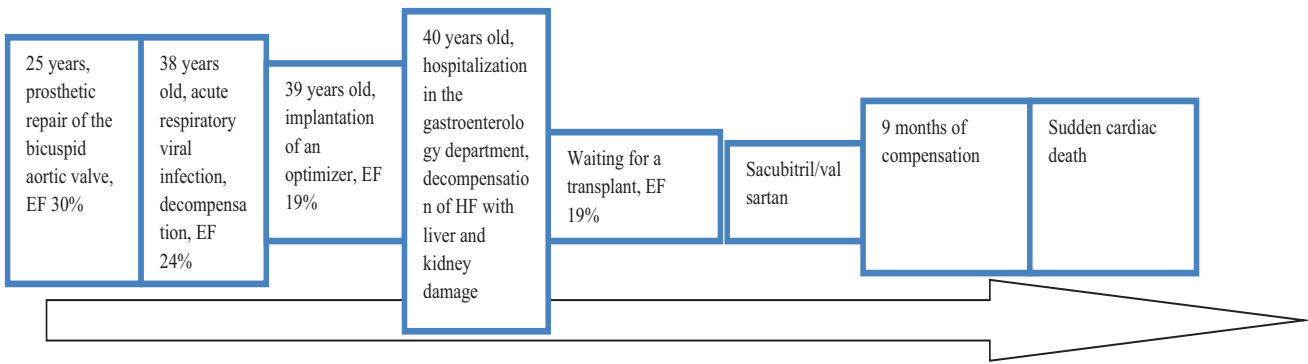 25 years,
prosthetic
repair of the
bicuspid
aortic valve,
EF 30%
38 years
old, acute
respiratory
viral
infection,
decompensa
tion, EF
24%
39 years old,
implantation
of an
optimizer, EF
19%
40 years old,
hospitalization
in the
gastroenterolo
gy department,
decompensatio
n of HF with
liver and
kidney
damage
Waiting for a
transplant, EF
19%
Sacubitril/val
sartan
9 months of
compensation
Sudden cardiac
death